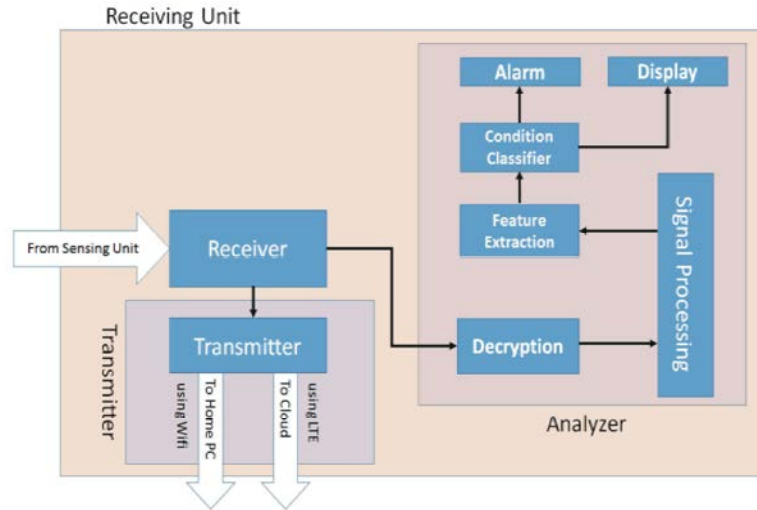 Receiving Unit
Alarm
Display
Condition
Classifier
Signal Processing
Feature
Extraction
From Sensing Unit
Receiver
Transmitter
Transmitter
Decryption
using Wifi
To Home PC
To Cloud
using LTE
Analyzer